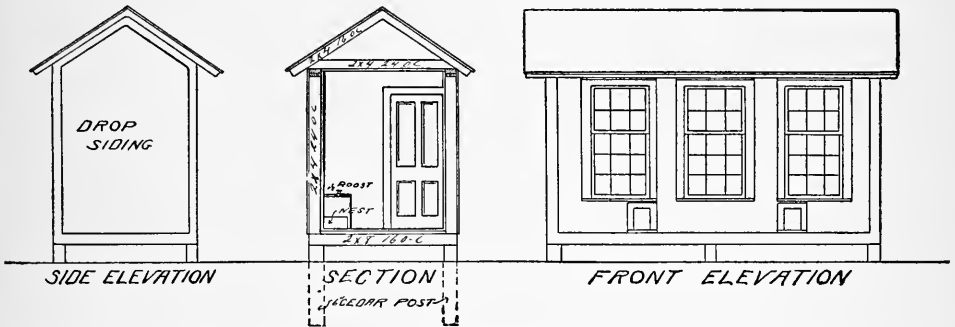 DROP
SIDING
SIDE ELEVATION
2x4 16 O.C
2x4 24 O.C
2x4 24 O.C
ROOST
NEST
2x8 16 O-C
SECTION
6" CEDAR POST
FRONT ELEVATION